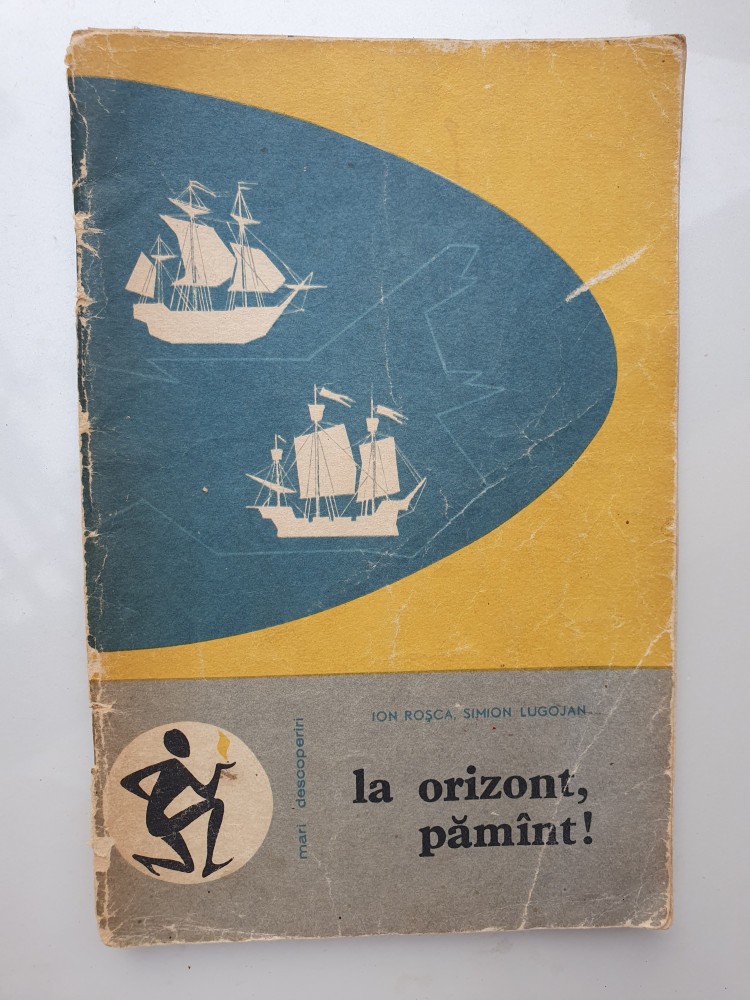 ION ROȘCA, SIMION LUGOJAN
mari descoperiri
la orizont,
pămînt!